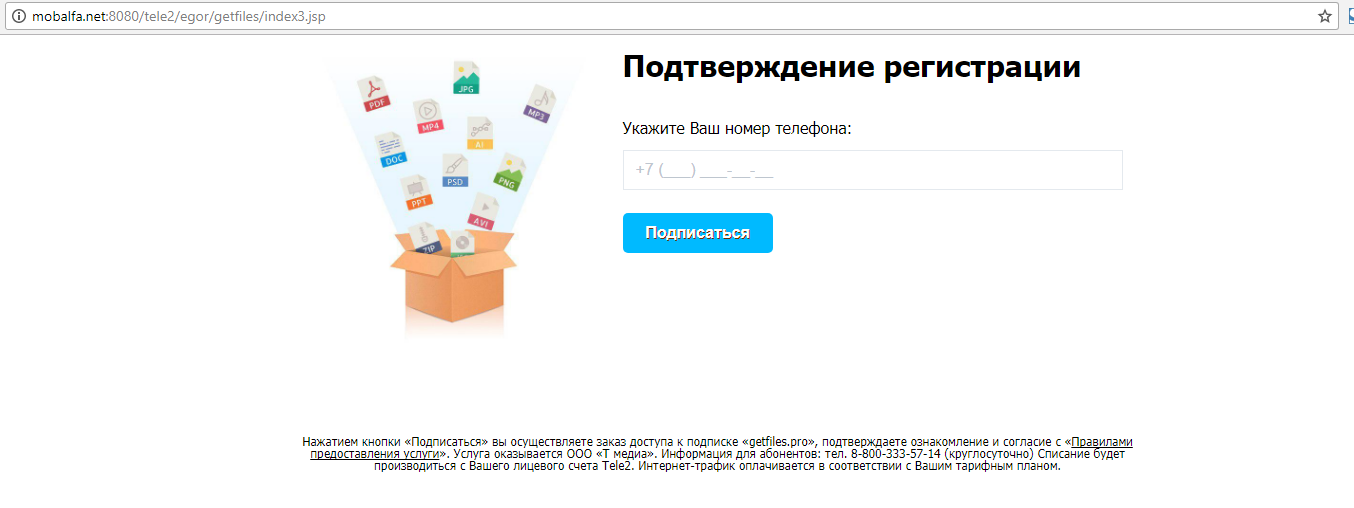 mobalfa.net:8080/tele2/egor/getfiles/index3.jsp
Подтверждение регистрации
Укажите Ваш номер телефона:
+7 (___) ___-__-__
Подписаться
PDF
JPG
MP3
MP4
AI
DOC
PSD
PNG
PPT
AVI
ZIP
Нажатием кнопки «Подписаться» вы осуществляете заказ доступа к подписке «getfiles.pro», подтверждаете ознакомление и согласие с «Правилами
предоставления услуги». Услуга оказывается ООО «Т медиа». Информация для абонентов: тел. 8-800-333-57-14 (круглосуточно) Списание будет
производиться с Вашего лицевого счета Tele2. Интернет-трафик оплачивается в соответствии с Вашим тарифным планом.